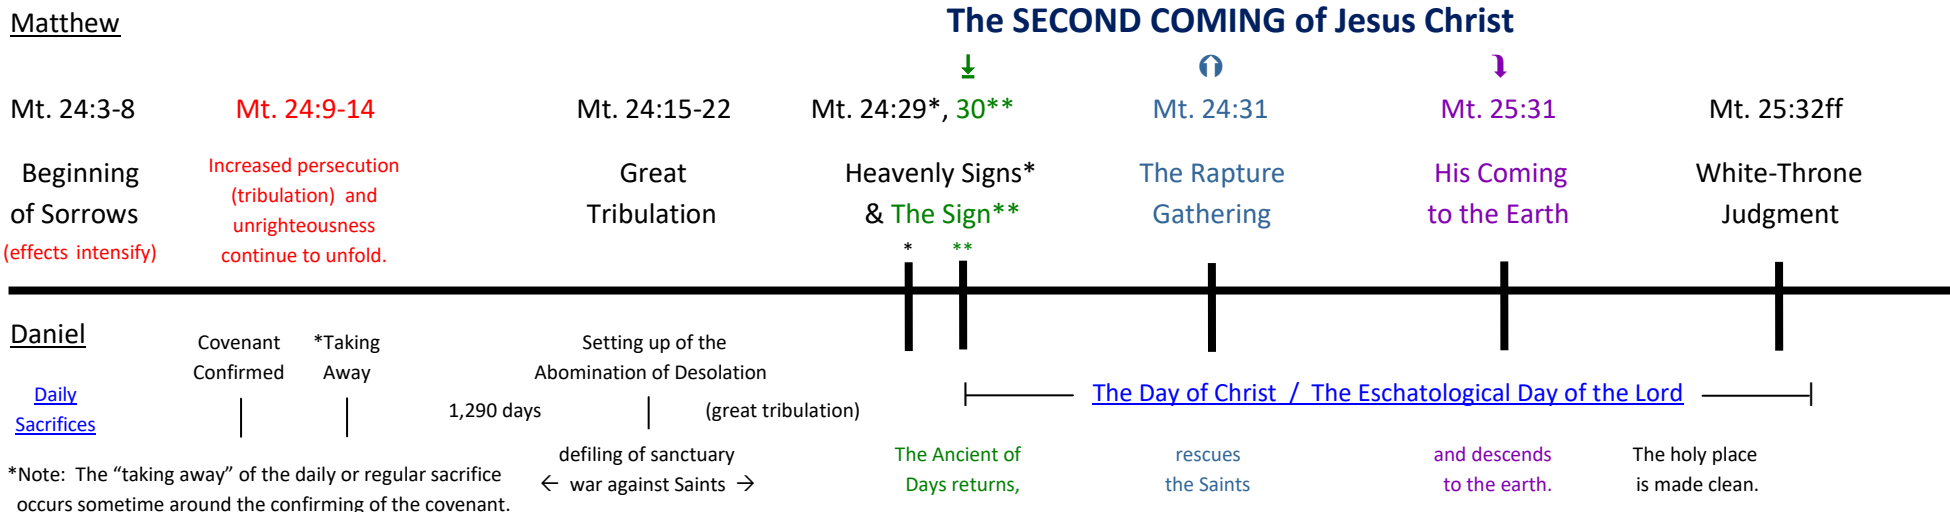 Matthew
The SECOND COMING of Jesus Christ
Mt. 24:3-8
Mt. 24:9-14
Mt. 24:15-22
Mt. 24:29*, 30**
Mt. 24:31
Mt. 25:31
Mt. 25:32ff
Beginning
of Sorrows
(effects intensify)
Increased persecution
(tribulation) and
unrighteousness
continue to unfold.
Great
Tribulation
Heavenly Signs*
& The Sign**
* **
The Rapture
Gathering
His Coming
to the Earth
White-Throne
Judgment
Daniel
Daily
Sacrifices
Covenant
Confirmed
*Taking
Away
1,290 days
Setting up of the
Abomination of Desolation
(great tribulation)
The Day of Christ / The Eschatological Day of the Lord
*Note: The “taking away” of the daily or regular sacrifice
occurs sometime around the confirming of the covenant.
defiling of sanctuary
← war against Saints →
The Ancient of
Days returns,
rescues
the Saints
and descends
to the earth.
The holy place
is made clean.